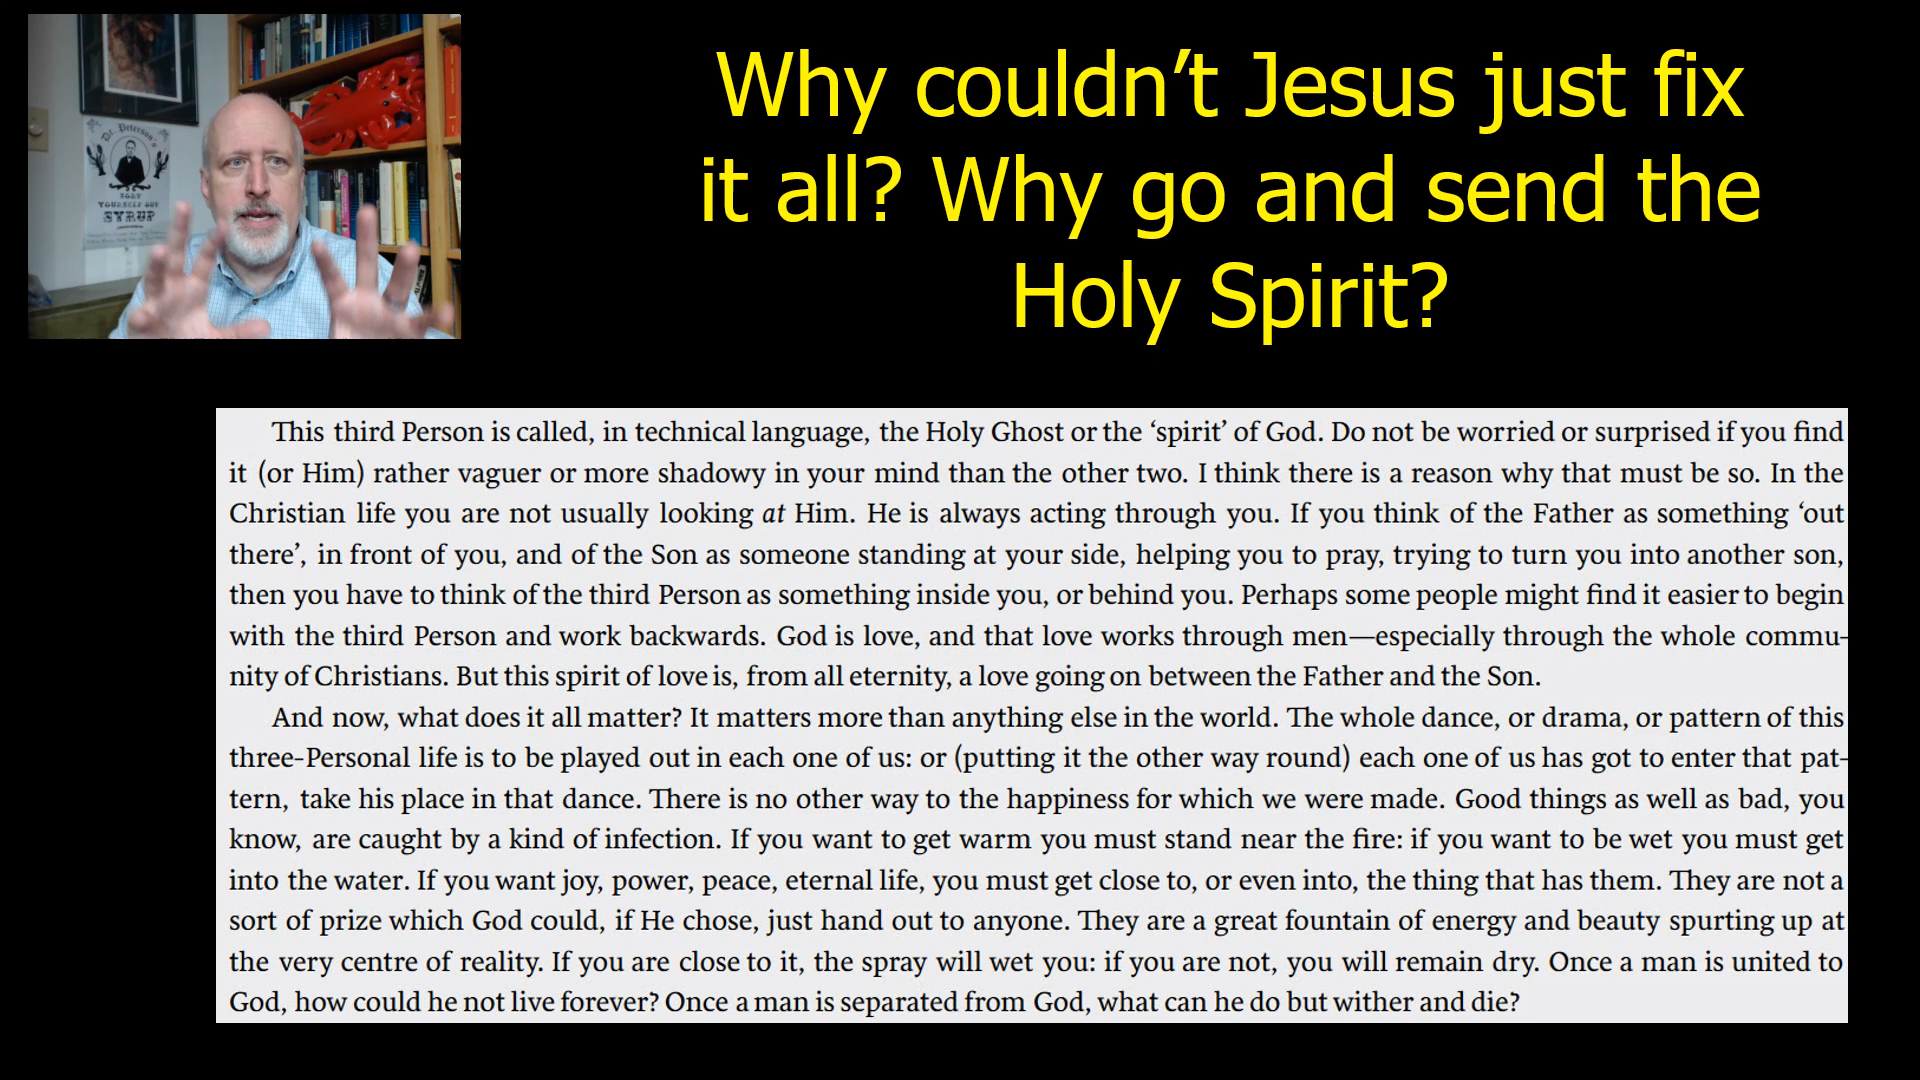 Why couldn’t Jesus just fix
it all? Why go and send the
Holy Spirit?
Dr. Peterson's
SORT
YOURSELF OUT
SYRUP
This third Person is called, in technical language, the Holy Ghost or the ‘spirit’ of God. Do not be worried or surprised if you find
it (or Him) rather vaguer or more shadowy in your mind than the other two. I think there is a reason why that must be so. In the
Christian life you are not usually looking at Him. He is always acting through you. If you think of the Father as something ‘out
there’, in front of you, and of the Son as someone standing at your side, helping you to pray, trying to turn you into another son,
then you have to think of the third Person as something inside you, or behind you. Perhaps some people might find it easier to begin
with the third Person and work backwards. God is love, and that love works through men—especially through the whole commu-
nity of Christians. But this spirit of love is, from all eternity, a love going on between the Father and the Son.
And now, what does it all matter? It matters more than anything else in the world. The whole dance, or drama, or pattern of this
three-Personal life is to be played out in each one of us: or (putting it the other way round) each one of us has got to enter that pat-
tern, take his place in that dance. There is no other way to the happiness for which we were made. Good things as well as bad, you
know, are caught by a kind of infection. If you want to get warm you must stand near the fire: if you want to be wet you must get
into the water. If you want joy, power, peace, eternal life, you must get close to, or even into, the thing that has them. They are not a
sort of prize which God could, if He chose, just hand out to anyone. They are a great fountain of energy and beauty spurting up at
the very centre of reality. If you are close to it, the spray will wet you: if you are not, you will remain dry. Once a man is united to
God, how could he not live forever? Once a man is separated from God, what can he do but wither and die?